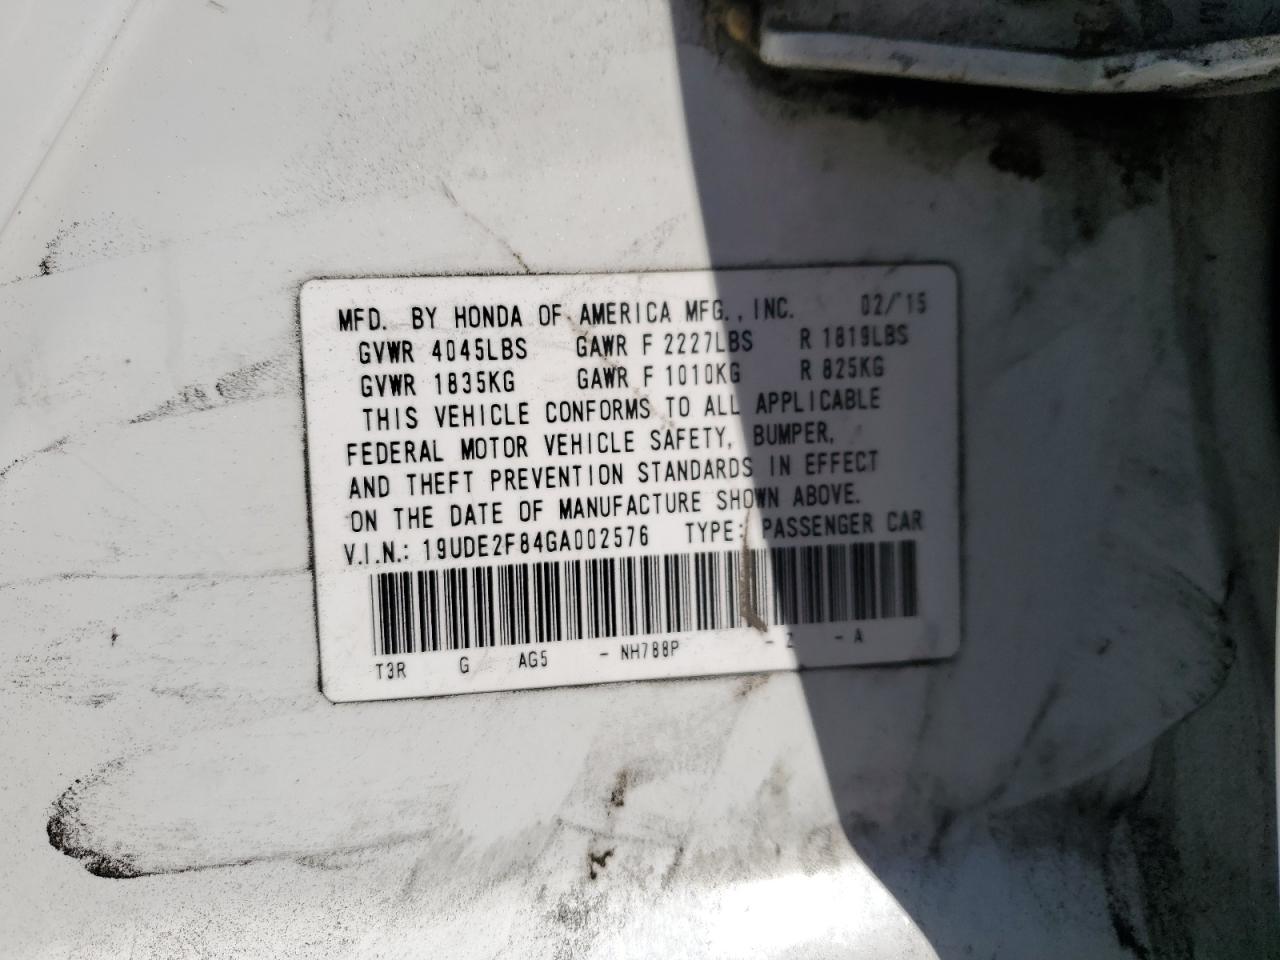 MFD. BY HONDA OF AMERICA MFG., INC. 02/15
GVWR 4045LBS GAWR F 2227LBS R 1819LBS
GVWR 1835KG GAWR F 1010KG R 825KG
THIS VEHICLE CONFORMS TO ALL APPLICABLE
FEDERAL MOTOR VEHICLE SAFETY, BUMPER,
AND THEFT PREVENTION STANDARDS IN EFFECT
ON THE DATE OF MANUFACTURE SHOWN ABOVE.
V.I.N.: 19UDE2F84GA002576 TYPE: PASSENGER CAR
T3R G AG5 - NH788P - 2 - A